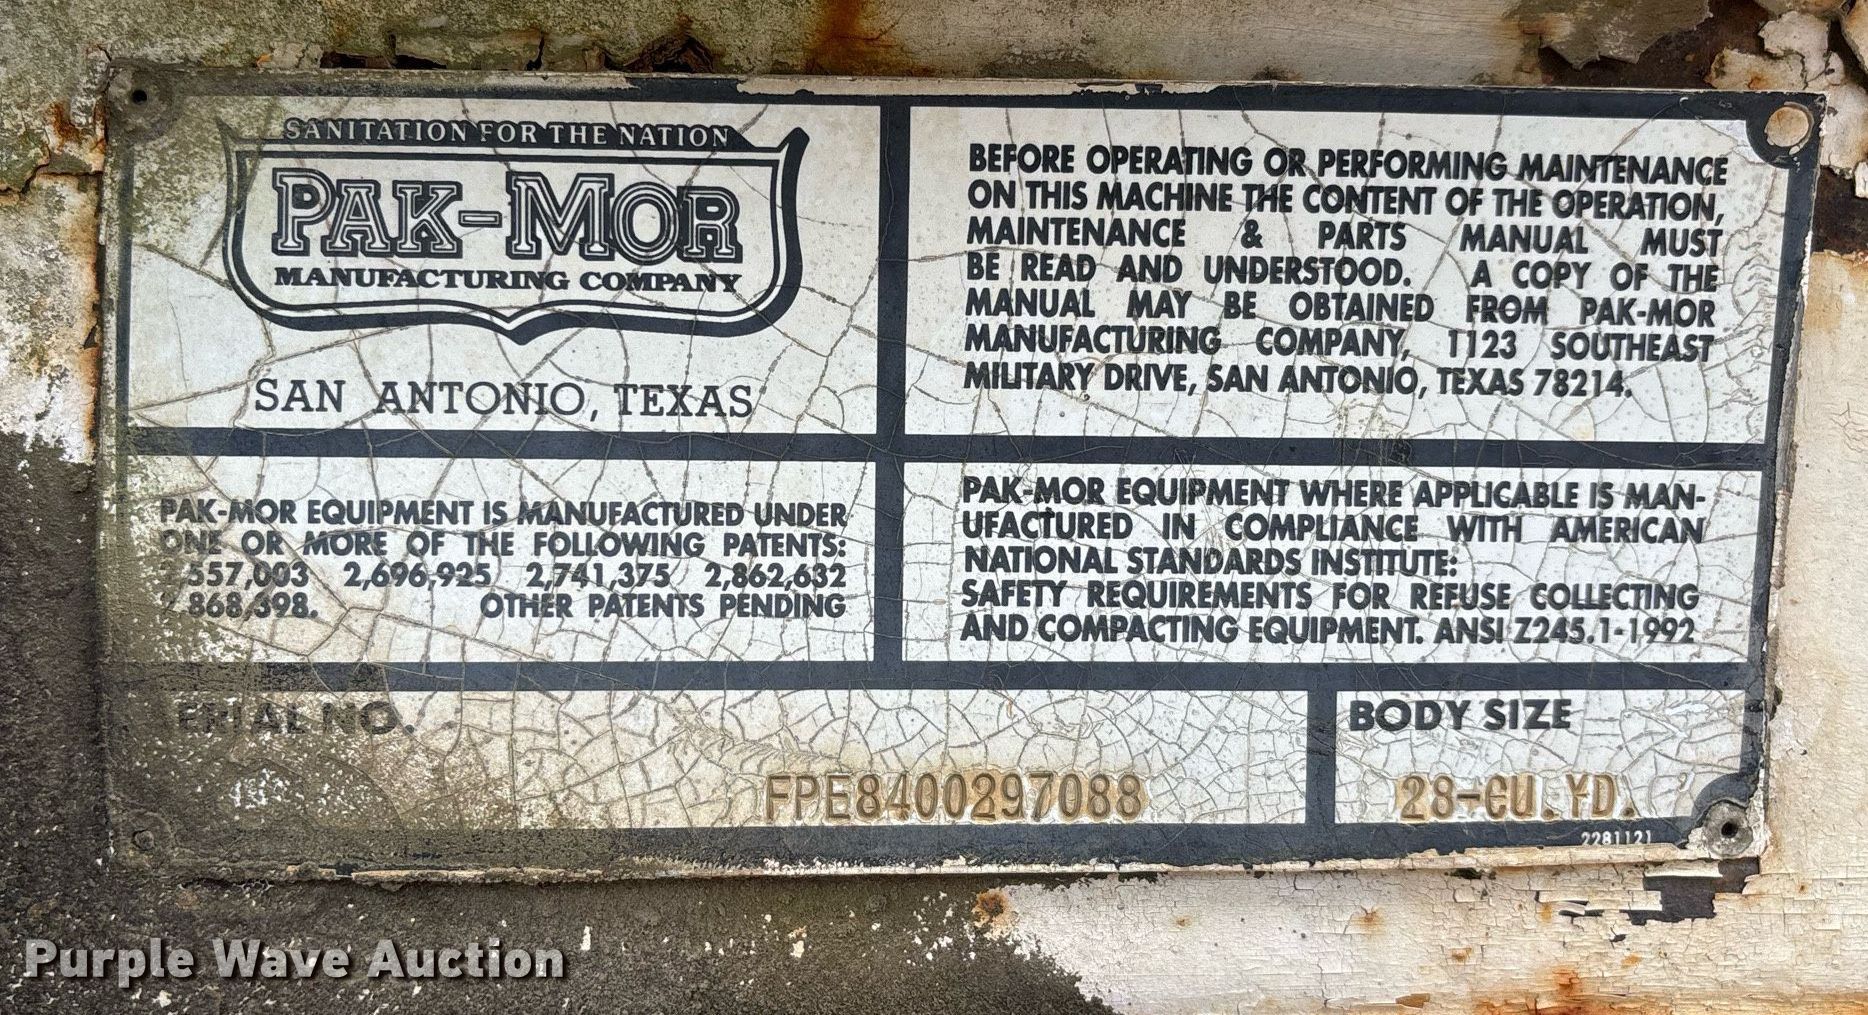 SANITATION FOR THE NATION
PAK-MOR
MANUFACTURING COMPANY
SAN ANTONIO, TEXAS
BEFORE OPERATING OR PERFORMING MAINTENANCE
ON THIS MACHINE THE CONTENT OF THE OPERATION,
MAINTENANCE & PARTS MANUAL MUST
BE READ AND UNDERSTOOD. A COPY OF THE
MANUAL MAY BE OBTAINED FROM PAK-MOR
MANUFACTURING COMPANY, 1123 SOUTHEAST
MILITARY DRIVE, SAN ANTONIO, TEXAS 78214.
PAK-MOR EQUIPMENT IS MANUFACTURED UNDER
ONE OR MORE OF THE FOLLOWING PATENTS:
2,557,003 2,696,925 2,741,375 2,862,632
OTHER PATENTS PENDING
PAK-MOR EQUIPMENT WHERE APPLICABLE IS MAN-
UFACTURED IN COMPLIANCE WITH AMERICAN
NATIONAL STANDARDS INSTITUTE:
SAFETY REQUIREMENTS FOR REFUSE COLLECTING
AND COMPACTING EQUIPMENT. ANSI Z245.1-1992
SERIAL NO.
FPE8400297088
BODY SIZE
28-CU.YD.
2281121
Purple Wave Auction